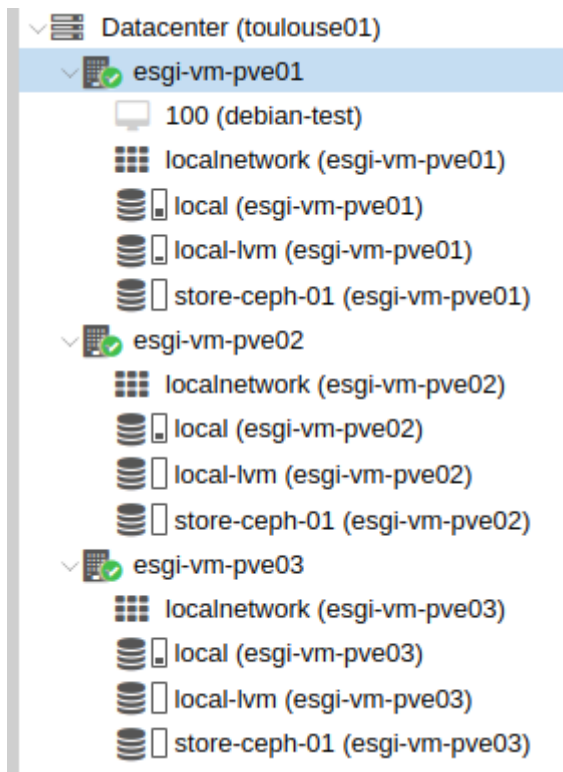 Datacenter (toulouse01)
esgi-vm-pve01
100 (debian-test)
localnetwork (esgi-vm-pve01)
local (esgi-vm-pve01)
local-lvm (esgi-vm-pve01)
store-ceph-01 (esgi-vm-pve01)
esgi-vm-pve02
localnetwork (esgi-vm-pve02)
local (esgi-vm-pve02)
local-lvm (esgi-vm-pve02)
store-ceph-01 (esgi-vm-pve02)
esgi-vm-pve03
localnetwork (esgi-vm-pve03)
local (esgi-vm-pve03)
local-lvm (esgi-vm-pve03)
store-ceph-01 (esgi-vm-pve03)